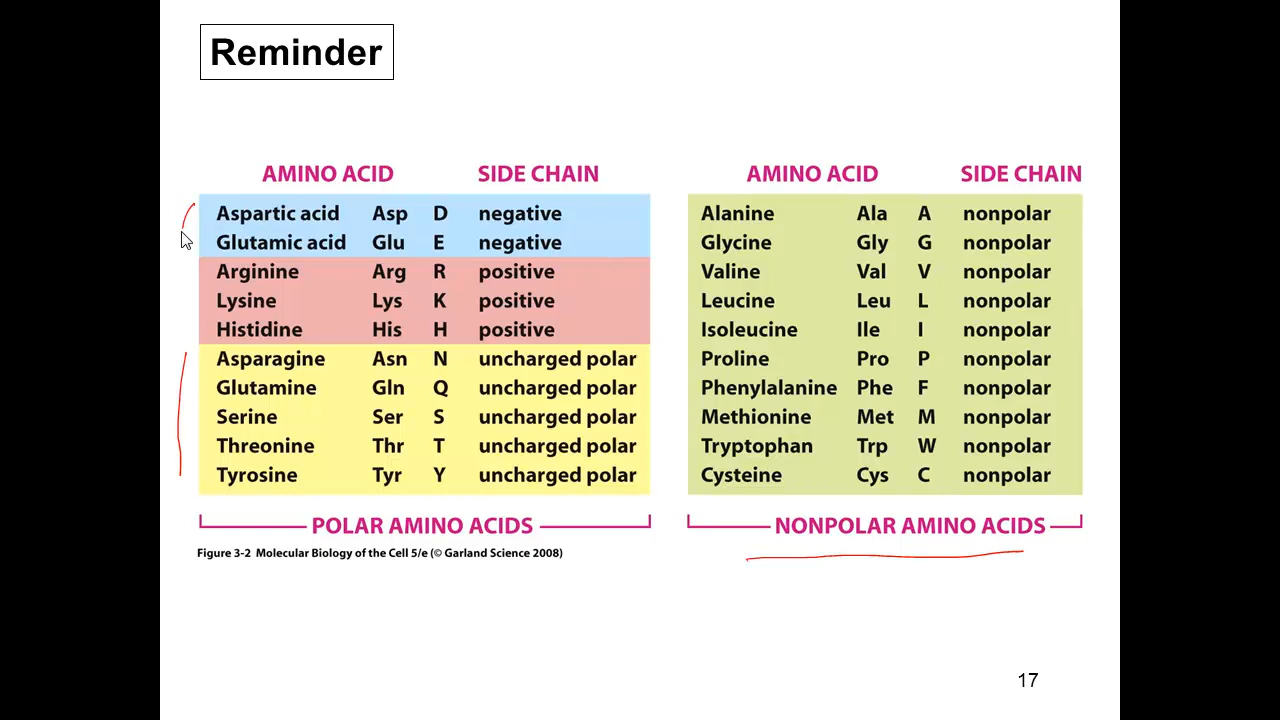 Reminder
AMINO ACID SIDE CHAIN
Aspartic acid Asp D negative
Glutamic acid Glu E negative
Arginine Arg R positive
Lysine Lys K positive
Histidine His H positive
Asparagine Asn N uncharged polar
Glutamine Gln Q uncharged polar
Serine Ser S uncharged polar
Threonine Thr T uncharged polar
Tyrosine Tyr Y uncharged polar
POLAR AMINO ACIDS
AMINO ACID SIDE CHAIN
Alanine Ala A nonpolar
Glycine Gly G nonpolar
Valine Val V nonpolar
Leucine Leu L nonpolar
Isoleucine Ile I nonpolar
Proline Pro P nonpolar
Phenylalanine Phe F nonpolar
Methionine Met M nonpolar
Tryptophan Trp W nonpolar
Cysteine Cys C nonpolar
NONPOLAR AMINO ACIDS
Figure 3-2 Molecular Biology of the Cell 5/e (© Garland Science 2008)
17